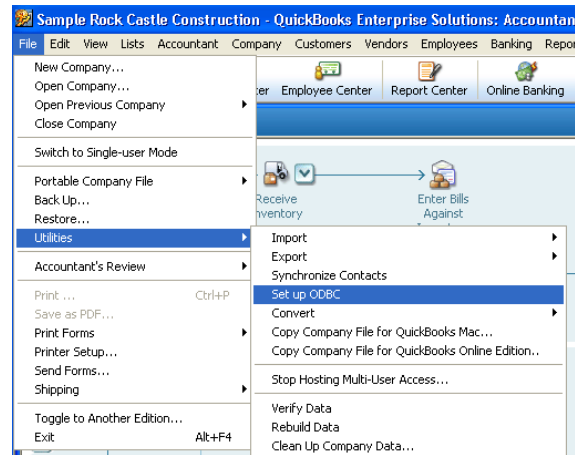 Sample Rock Castle Construction - QuickBooks Enterprise Solutions: Accountan
File Edit View Lists Accountant Company Customers Vendors Employees Banking Repor
New Company...
Open Company...
Open Previous Company
Close Company
Switch to Single-user Mode
Portable Company File
Back Up...
Restore...
Utilities
Accountant's Review
Print ... Ctrl+P
Save as PDF...
Print Forms
Printer Setup...
Send Forms...
Shipping
Toggle to Another Edition...
Exit Alt+F4
er Employee Center Report Center Online Banking
Receive
nventory
Enter Bills
Against
Import
Export
Synchronize Contacts
Set up ODBC
Convert
Copy Company File for QuickBooks Mac...
Copy Company File for QuickBooks Online Edition..
Stop Hosting Multi-User Access...
Verify Data
Rebuild Data
Clean Up Company Data...